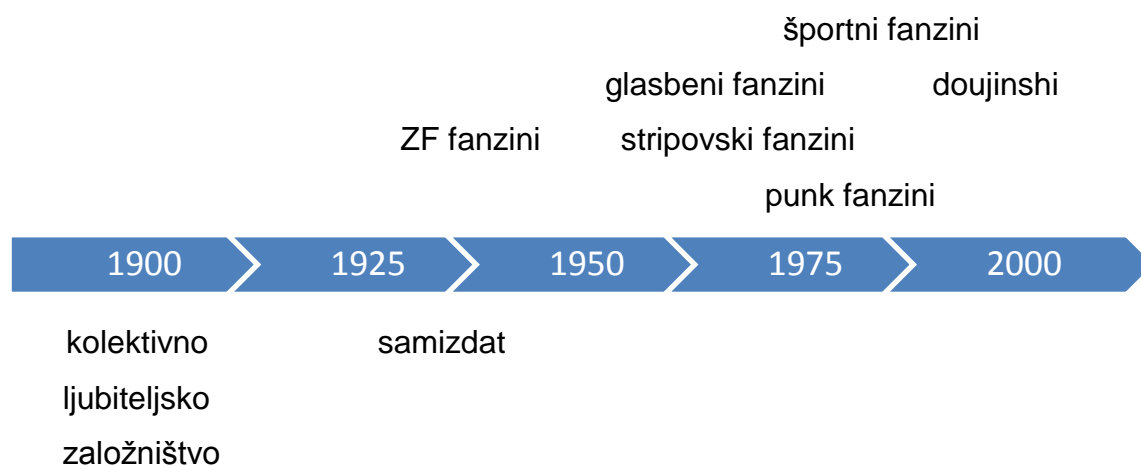 športni fanzini
glasbeni fanzini doujinshi
ZF fanzini stripovski fanzini
punk fanzini
1900 1925 1950 1975 2000
kolektivno samizdat
ljubiteljsko
založništvo